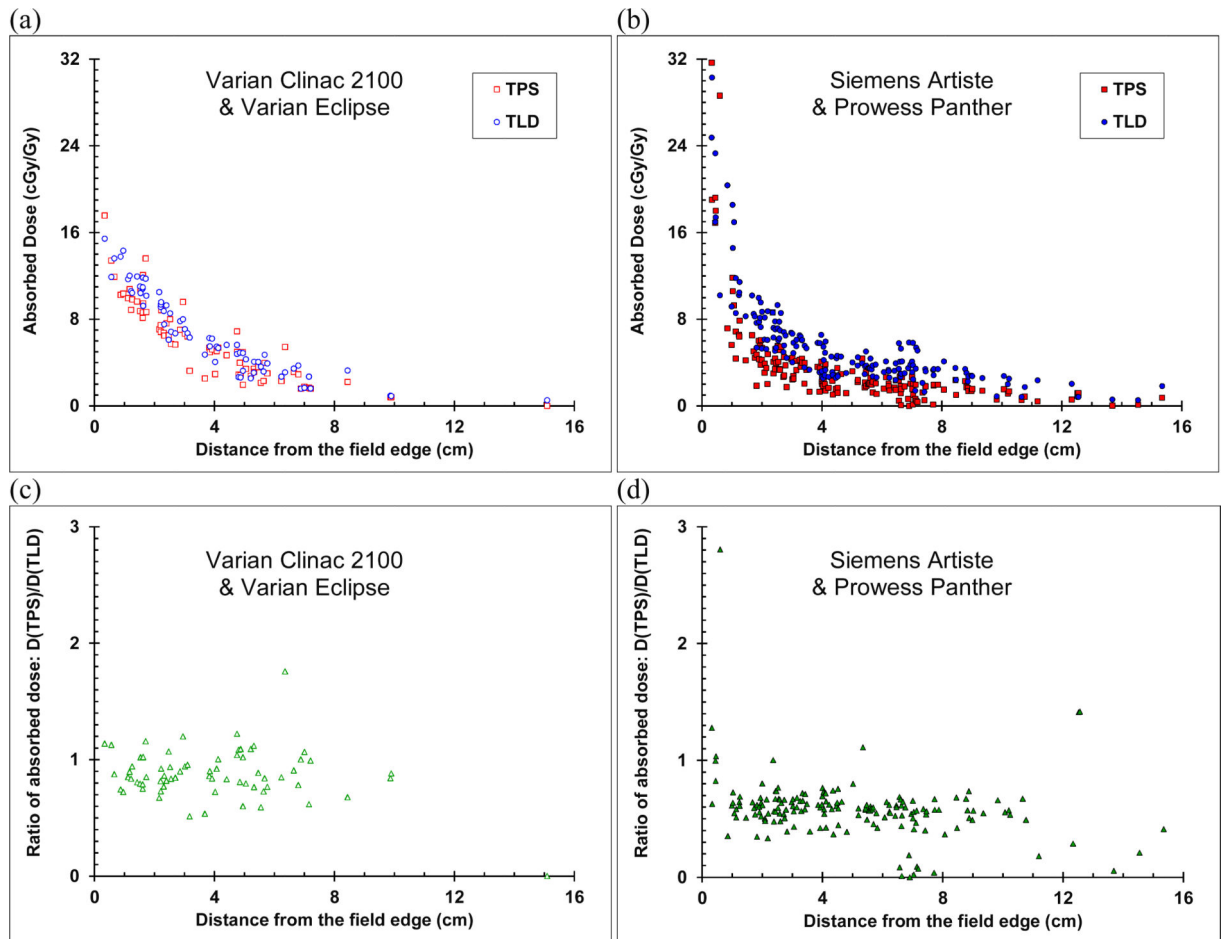 (a)
Absorbed Dose (cGy/Gy)
32
24
16
8
0
Varian Clinac 2100
& Varian Eclipse
TPS
TLD
0 4 8 12 16
Distance from the field edge (cm)
(b)
Absorbed Dose (cGy/Gy)
32
24
16
8
0
Siemens Artiste
& Prowess Panther
TPS
TLD
0 4 8 12 16
Distance from the field edge (cm)
(c)
Ratio of absorbed dose: D(TPS)/D(TLD)
3
2
1
0
Varian Clinac 2100
& Varian Eclipse
0 4 8 12 16
Distance from the field edge (cm)
(d)
Ratio of absorbed dose: D(TPS)/D(TLD)
3
2
1
0
Siemens Artiste
& Prowess Panther
0 4 8 12 16
Distance from the field edge (cm)